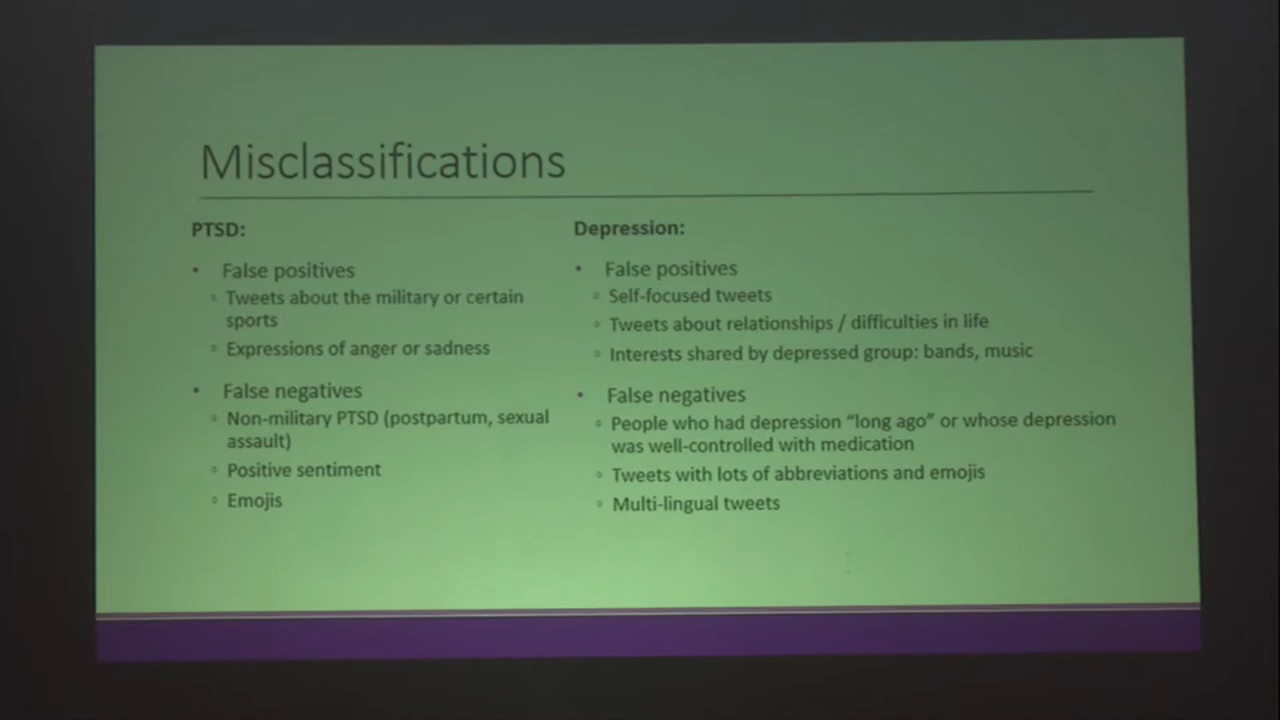 Misclassifications
PTSD:
• False positives
▫ Tweets about the military or certain
sports
▫ Expressions of anger or sadness
• False negatives
▫ Non-military PTSD (postpartum, sexual
assault)
▫ Positive sentiment
▫ Emojis
Depression:
• False positives
▫ Self-focused tweets
▫ Tweets about relationships / difficulties in life
▫ Interests shared by depressed group: bands, music
• False negatives
▫ People who had depression “long ago” or whose depression
was well-controlled with medication
▫ Tweets with lots of abbreviations and emojis
▫ Multi-lingual tweets